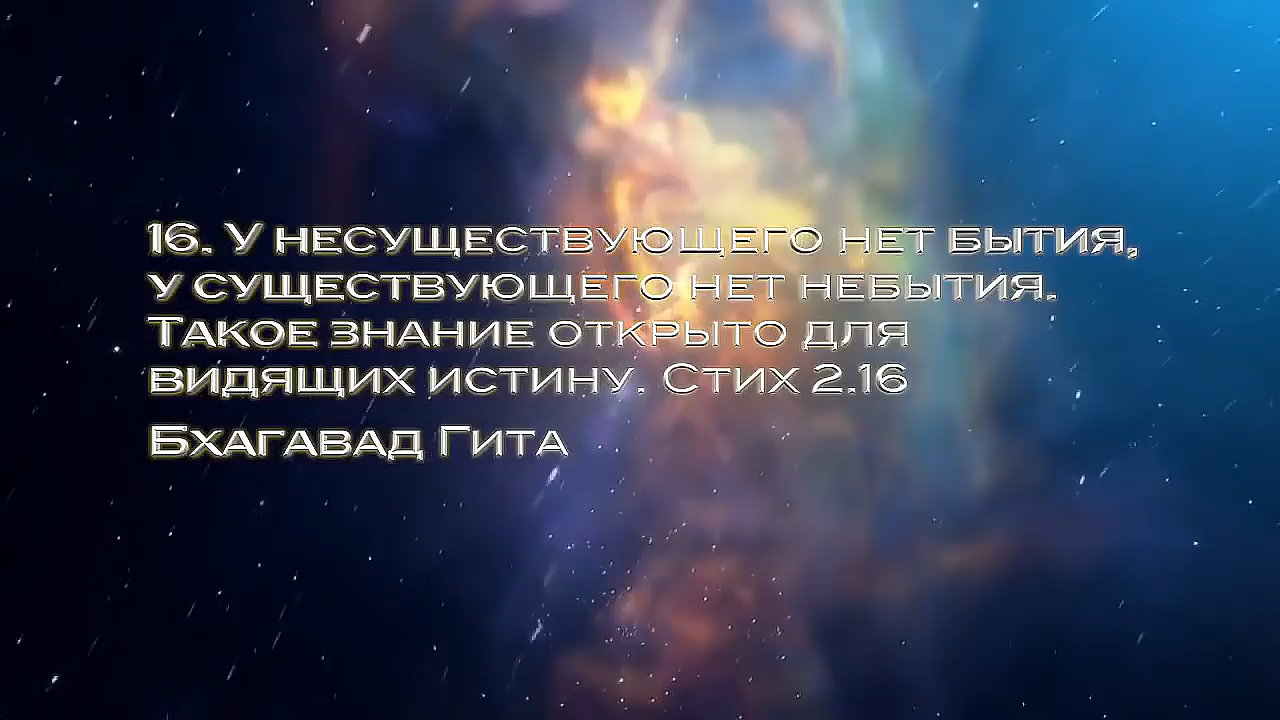 16. У несуществующего нет бытия,
у существующего нет небытия.
Такое знание открыто для
видящих истину. Стих 2.16
Бхагавад Гита